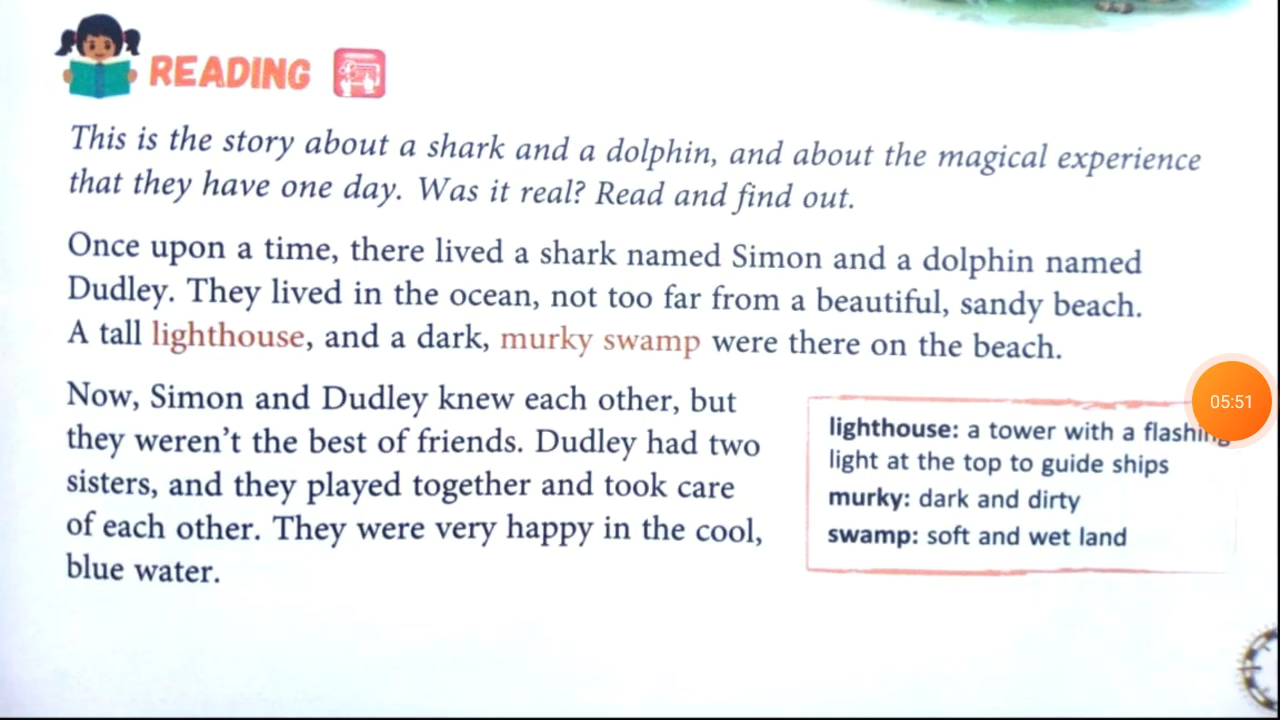 READING
This is the story about a shark and a dolphin, and about the magical experience
that they have one day. Was it real? Read and find out.
Once upon a time, there lived a shark named Simon and a dolphin named
Dudley. They lived in the ocean, not too far from a beautiful, sandy beach.
A tall lighthouse, and a dark, murky swamp were there on the beach.
Now, Simon and Dudley knew each other, but
they weren't the best of friends. Dudley had two
sisters, and they played together and took care
of each other. They were very happy in the cool,
blue water.
lighthouse: a tower with a flashing
light at the top to guide ships
murky: dark and dirty
swamp: soft and wet land
05:51